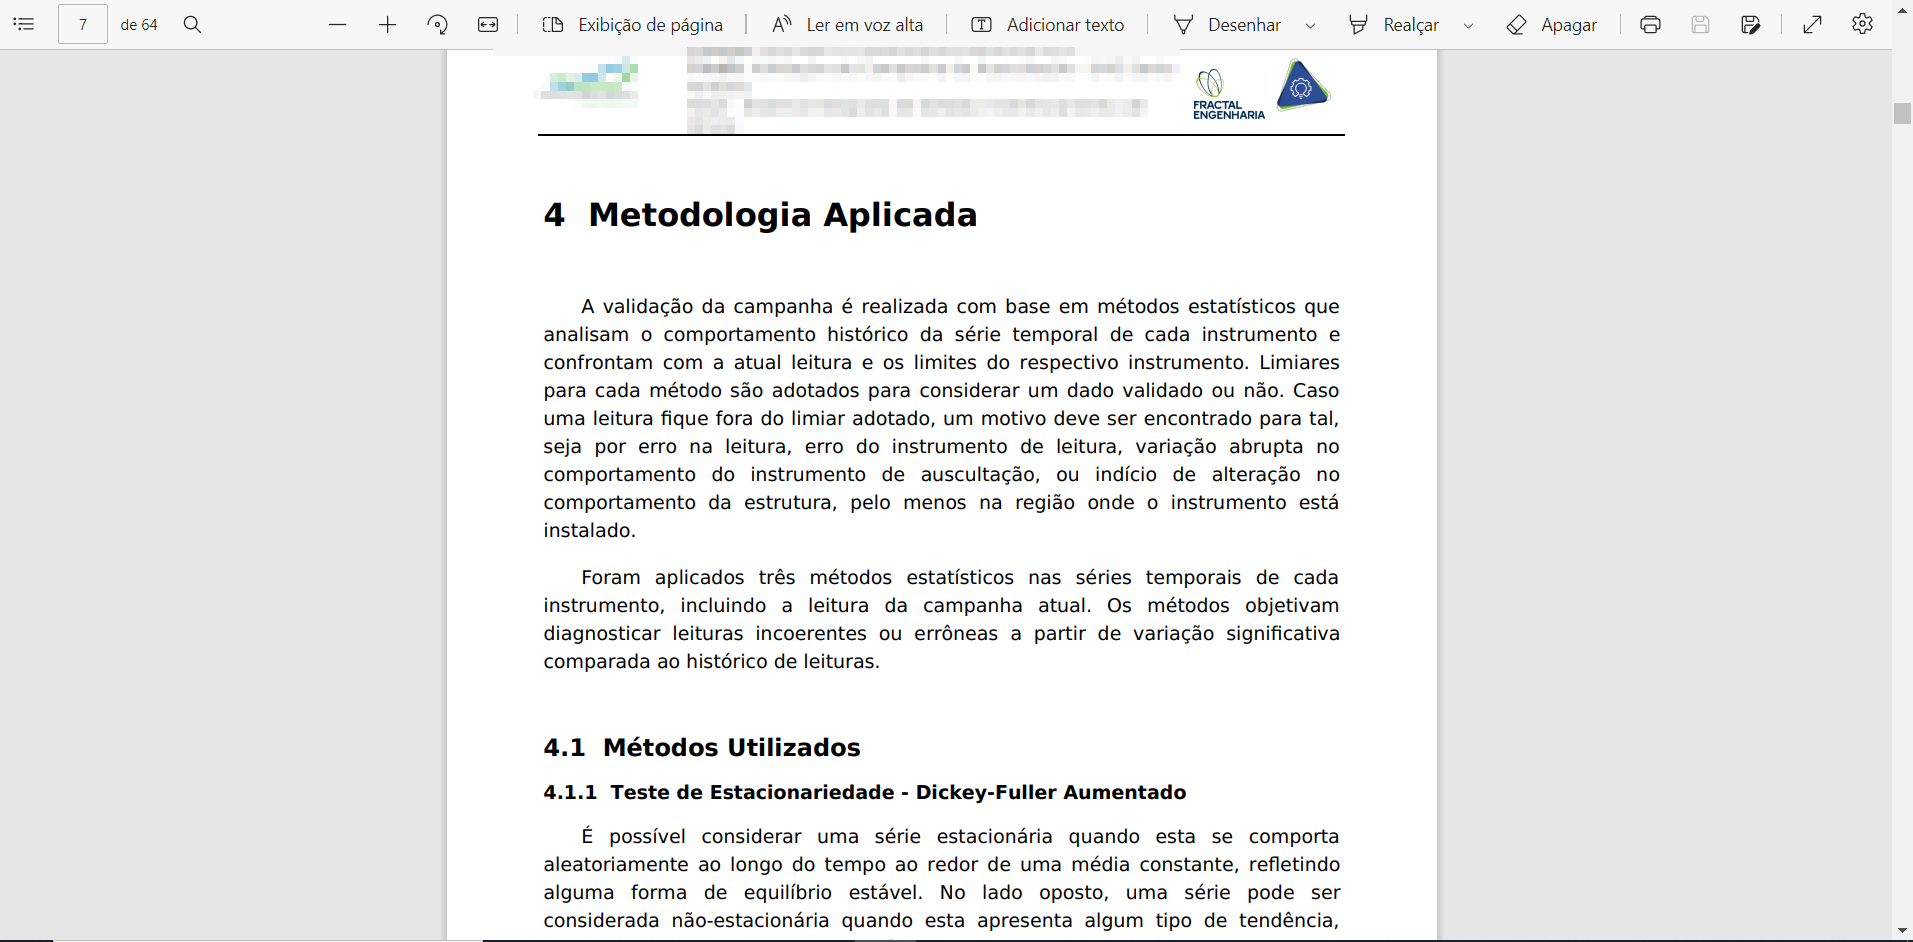 7 de 64 Exibição de página Ler em voz alta Adicionar texto Desenhar Realçar Apagar
FRACTAL
ENGENHARIA
4 Metodologia Aplicada
A validação da campanha é realizada com base em métodos estatísticos que
analisam o comportamento histórico da série temporal de cada instrumento e
confrontam com a atual leitura e os limites do respectivo instrumento. Limiares
para cada método são adotados para considerar um dado validado ou não. Caso
uma leitura fique fora do limiar adotado, um motivo deve ser encontrado para tal,
seja por erro na leitura, erro do instrumento de leitura, variação abrupta no
comportamento do instrumento de auscultação, ou indício de alteração no
comportamento da estrutura, pelo menos na região onde o instrumento está
instalado.
Foram aplicados três métodos estatísticos nas séries temporais de cada
instrumento, incluindo a leitura da campanha atual. Os métodos objetivam
diagnosticar leituras incoerentes ou errôneas a partir de variação significativa
comparada ao histórico de leituras.
4.1 Métodos Utilizados
4.1.1 Teste de Estacionariedade - Dickey-Fuller Aumentado
É possível considerar uma série estacionária quando esta se comporta
aleatoriamente ao longo do tempo ao redor de uma média constante, refletindo
alguma forma de equilíbrio estável. No lado oposto, uma série pode ser
considerada não-estacionária quando esta apresenta algum tipo de tendência,